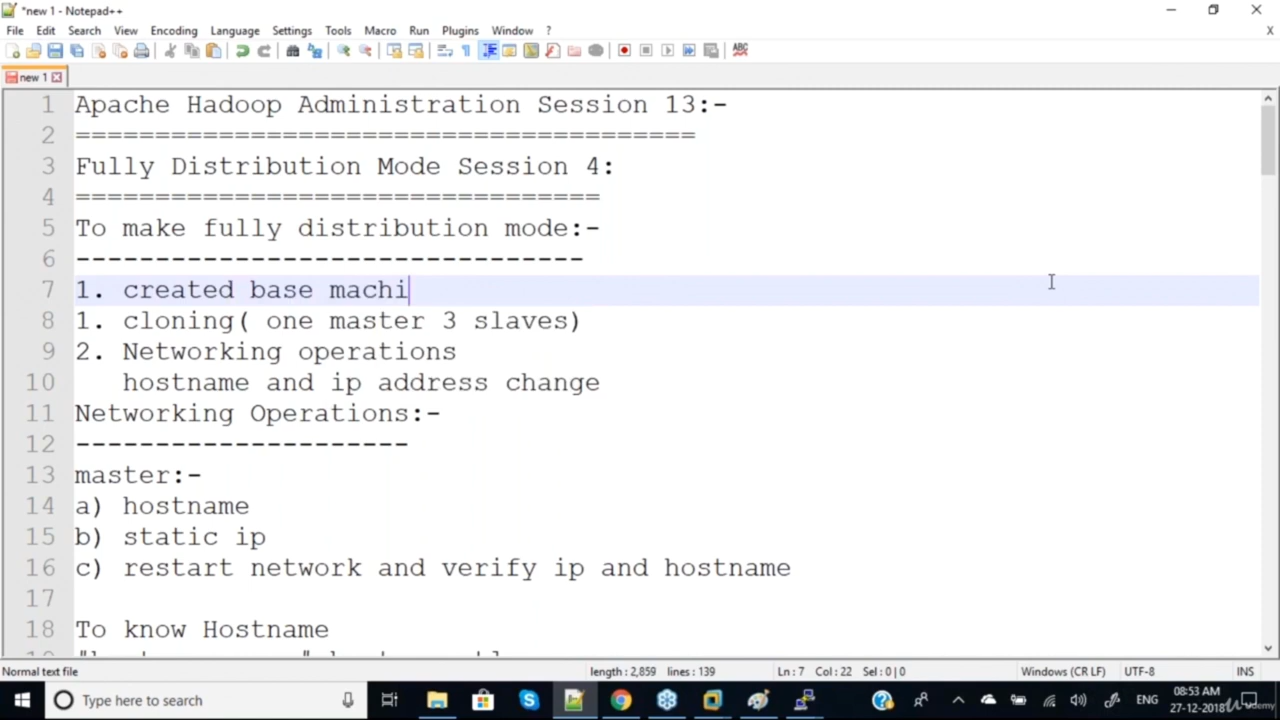 *new 1 - Notepad++
File Edit Search View Encoding Language Settings Tools Macro Run Plugins Window ? X
new 1
1 Apache Hadoop Administration Session 13:-
2 =======================================
3 Fully Distribution Mode Session 4:
4 =================================
5 To make fully distribution mode:-
6 --------------------------------
7 1. created base machi
8 1. cloning( one master 3 slaves)
9 2. Networking operations
10 hostname and ip address change
11 Networking Operations:-
12 ---------------------
13 master:-
14 a) hostname
15 b) static ip
16 c) restart network and verify ip and hostname
17
18 To know Hostname
Normal text file length : 2,859 lines : 139 Ln : 7 Col : 22 Sel : 0 | 0 Windows (CR LF) UTF-8 INS
Type here to search ENG 08:53 AM
27-12-2018 Udemy